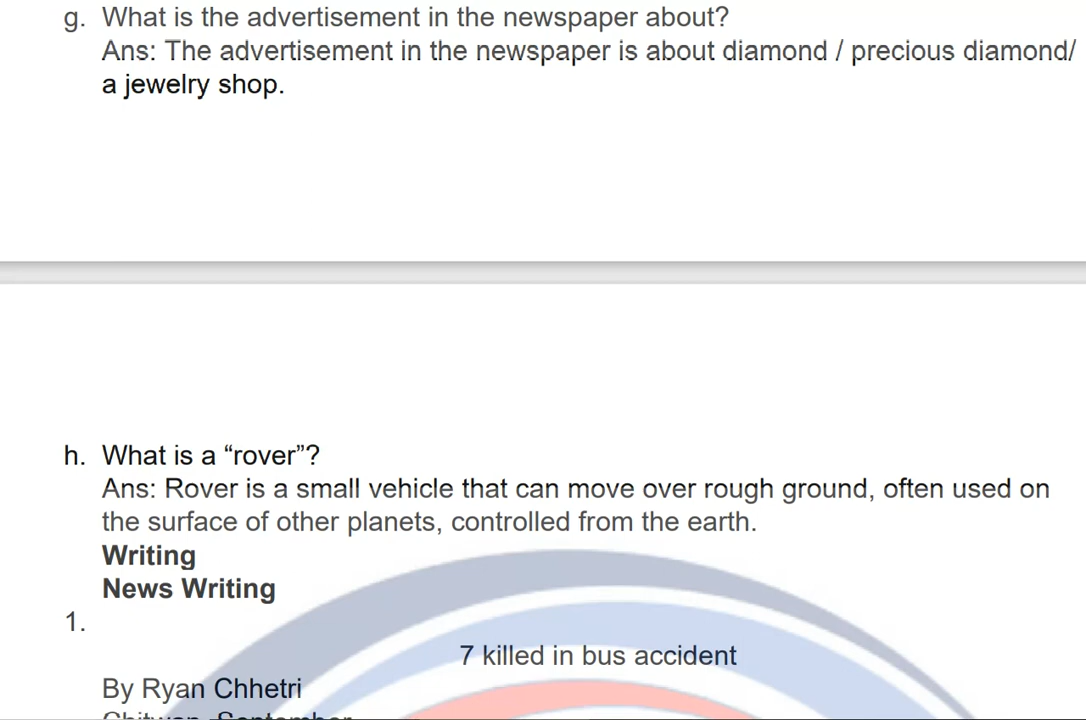 g. What is the advertisement in the newspaper about?
Ans: The advertisement in the newspaper is about diamond / precious diamond/
a jewelry shop.
h. What is a “rover”?
Ans: Rover is a small vehicle that can move over rough ground, often used on
the surface of other planets, controlled from the earth.
Writing
News Writing
1.
7 killed in bus accident
By Ryan Chhetri